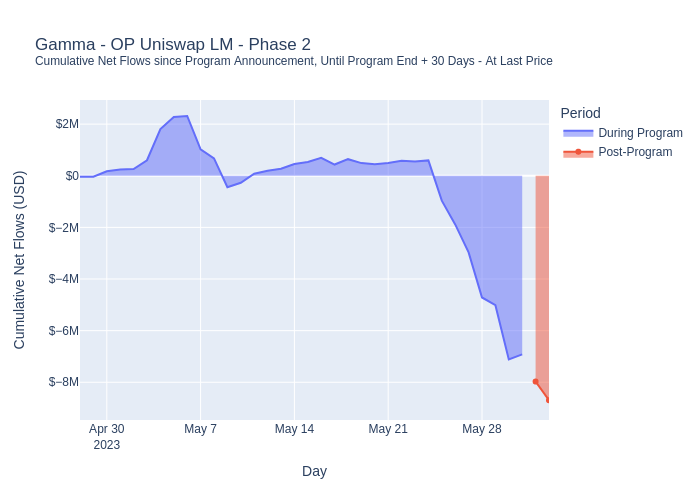 Gamma - OP Uniswap LM - Phase 2
Cumulative Net Flows since Program Announcement, Until Program End + 30 Days - At Last Price
Period
During Program
Post-Program
Cumulative Net Flows (USD)
$2M
$0
$−2M
$−4M
$−6M
$−8M
Apr 30
2023
May 7
May 14
May 21
May 28
Day